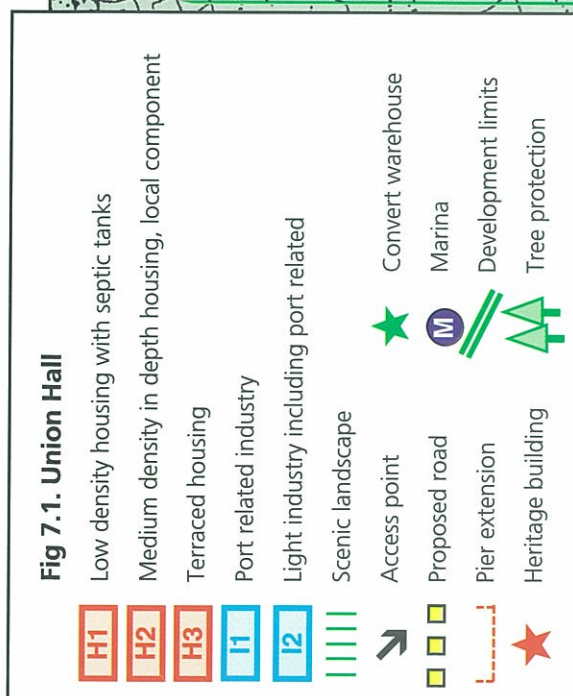 Fig 7.1. Union Hall
H1 Low density housing with septic tanks
H2 Medium density in depth housing, local component
H3 Terraced housing
I1 Port related industry
I2 Light industry including port related
Scenic landscape
Access point
Proposed road
Pier extension
Heritage building
Convert warehouse
M Marina
Development limits
Tree protection